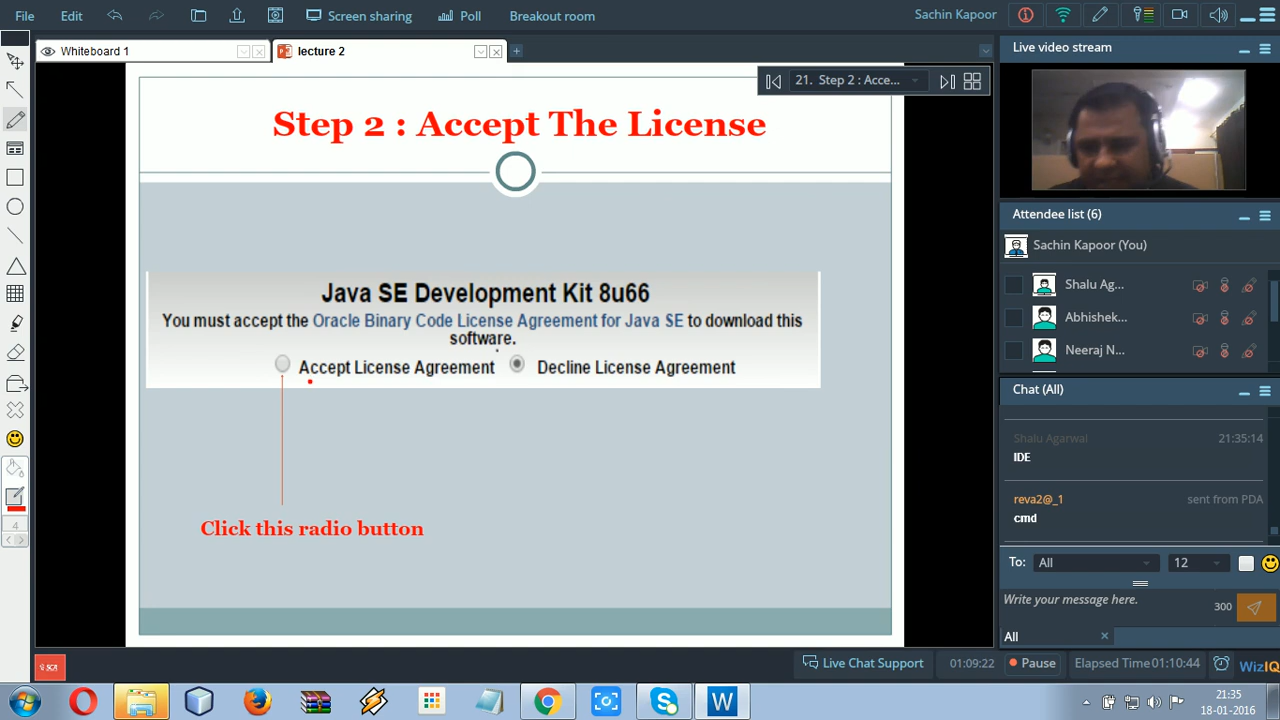 File Edit Screen sharing Poll Breakout room Sachin Kapoor
Whiteboard 1 lecture 2
Live video stream
21. Step 2 : Acce...
Step 2 : Accept The License
Java SE Development Kit 8u66
You must accept the Oracle Binary Code License Agreement for Java SE to download this
software.
Accept License Agreement Decline License Agreement
Click this radio button
Attendee list (6)
Sachin Kapoor (You)
Shalu Ag...
Abhishek...
Neeraj N...
Chat (All)
Shalu Agarwal 21:35:14
IDE
reva2@_1 sent from PDA
cmd
To: All 12
Write your message here. 300
All
4
SCR
Live Chat Support 01:09:22 Pause Elapsed Time 01:10:44 WizIQ
21:35
18-01-2016